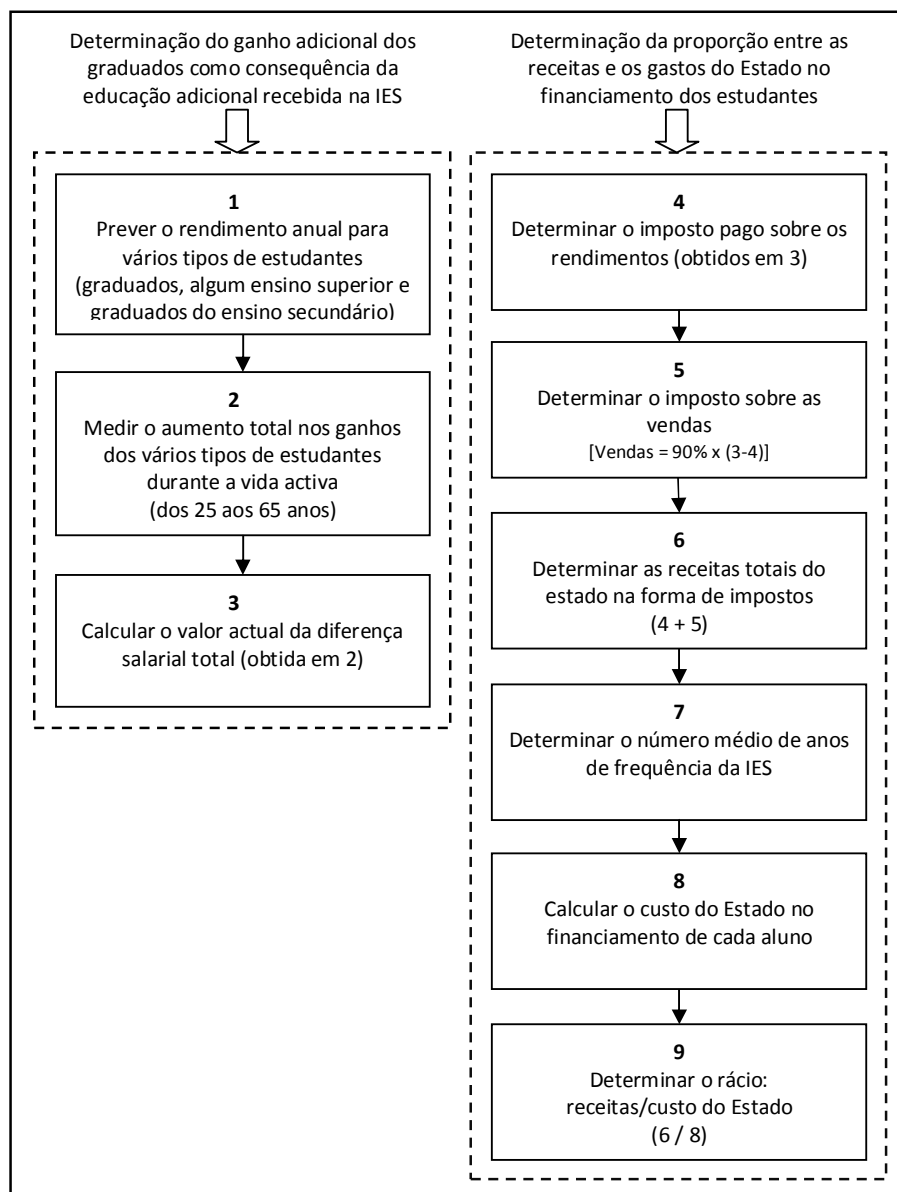 Determinação do ganho adicional dos
graduados como consequência da
educação adicional recebida na IES
1
Prever o rendimento anual para
vários tipos de estudantes
(graduados, algum ensino superior e
graduados do ensino secundário)
2
Medir o aumento total nos ganhos
dos vários tipos de estudantes
durante a vida activa
(dos 25 aos 65 anos)
3
Calcular o valor actual da diferença
salarial total (obtida em 2)
Determinação da proporção entre as
receitas e os gastos do Estado no
financiamento dos estudantes
4
Determinar o imposto pago sobre os
rendimentos (obtidos em 3)
5
Determinar o imposto sobre as
vendas
[Vendas = 90% x (3-4)]
6
Determinar as receitas totais do
estado na forma de impostos
(4 + 5)
7
Determinar o número médio de anos
de frequência da IES
8
Calcular o custo do Estado no
financiamento de cada aluno
9
Determinar o rácio:
receitas/custo do Estado
(6 / 8)